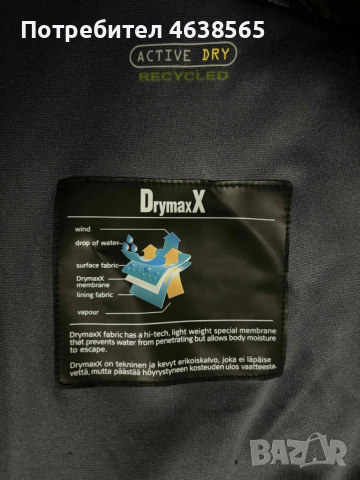 Потребител 4638565
ACTIVE DRY
RECYCLED
DrymaxX
wind
drop of water
surface fabric
DrymaxX
membrane
lining fabric
vapour
DrymaxX fabric has a hi-tech, light weight special membrane
that prevents water from penetrating but allows body moisture
to escape.
DrymaxX on tekninen ja kevyt erikoiskalvo, joka ei läpäise
vettä, mutta päästää höyrystyneen kosteuden ulos vaatteesta.
BAZAR